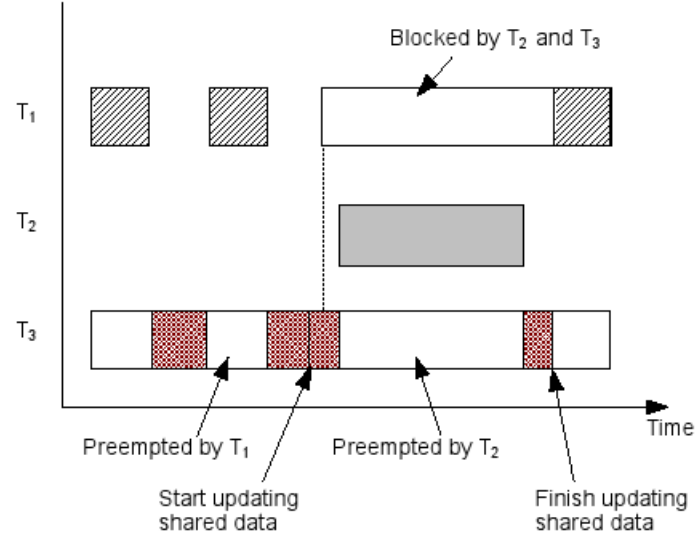 Blocked by T₂ and T₃
T₁
T₂
T₃
Time
Preempted by T₁
Preempted by T₂
Start updating
shared data
Finish updating
shared data